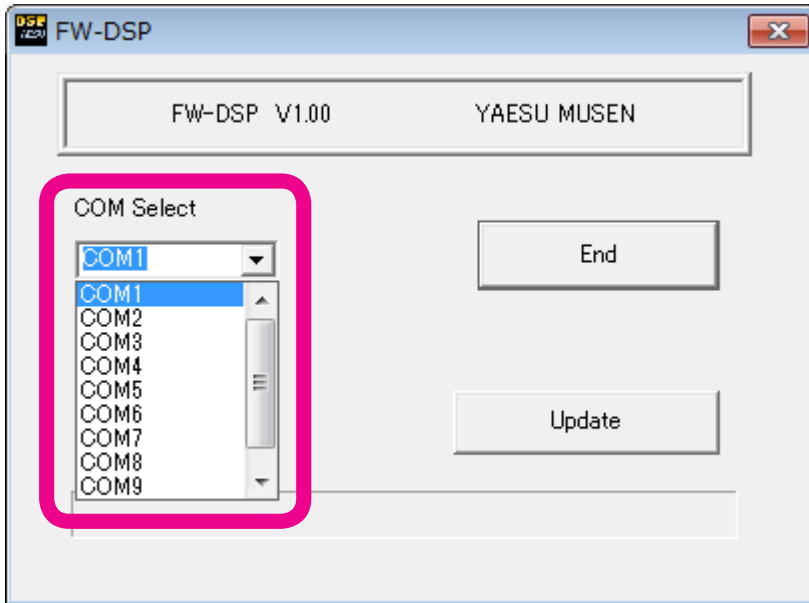 FW-DSP
FW-DSP V1.00 YAESU MUSEN
COM Select
COM1
End
COM1
COM2
COM3
COM4
COM5
COM6
COM7
COM8
COM9
Update